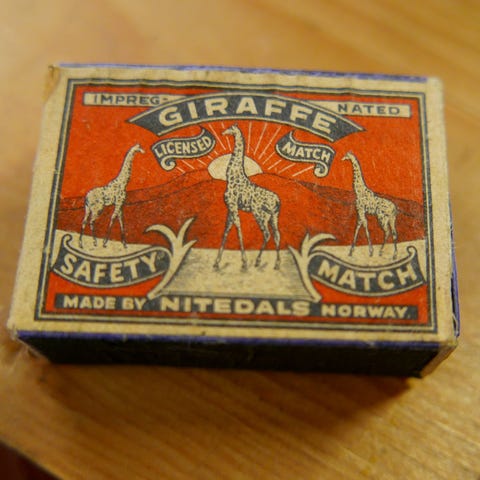 IMPREG- NATED
GIRAFFE
LICENSED MATCH
SAFETY MATCH
MADE BY NITEDALS NORWAY.